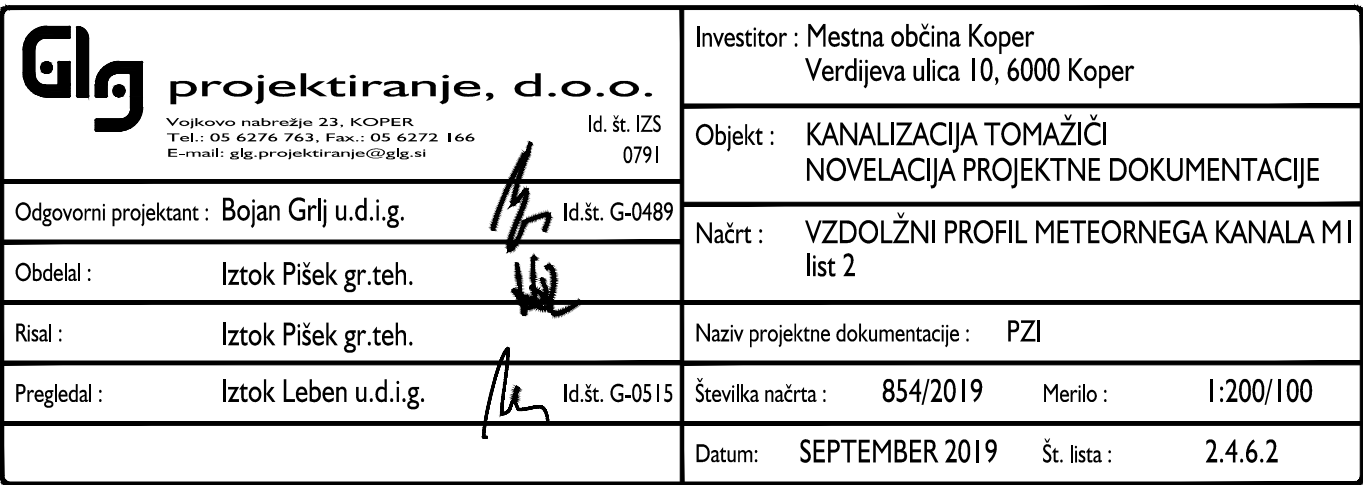 Glg projektiranje, d.o.o.
Vojkovo nabrežje 23, KOPER
Tel.: 05 6276 763, Fax.: 05 6272 166
E-mail: glg.projektiranje@glg.si
Id. št. IZS
0791
Odgovorni projektant : Bojan Grlj u.d.i.g. Id.št. G-0489
Obdelal : Iztok Pišek gr.teh.
Risal : Iztok Pišek gr.teh.
Pregledal : Iztok Leben u.d.i.g. Id.št. G-0515
Investitor : Mestna občina Koper
Verdijeva ulica 10, 6000 Koper
Objekt : KANALIZACIJA TOMAŽIČI
NOVELACIJA PROJEKTNE DOKUMENTACIJE
Načrt : VZDOLŽNI PROFIL METEORNEGA KANALA M1
list 2
Naziv projektne dokumentacije : PZI
Številka načrta : 854/2019 Merilo : 1:200/100
Datum: SEPTEMBER 2019 Št. lista : 2.4.6.2